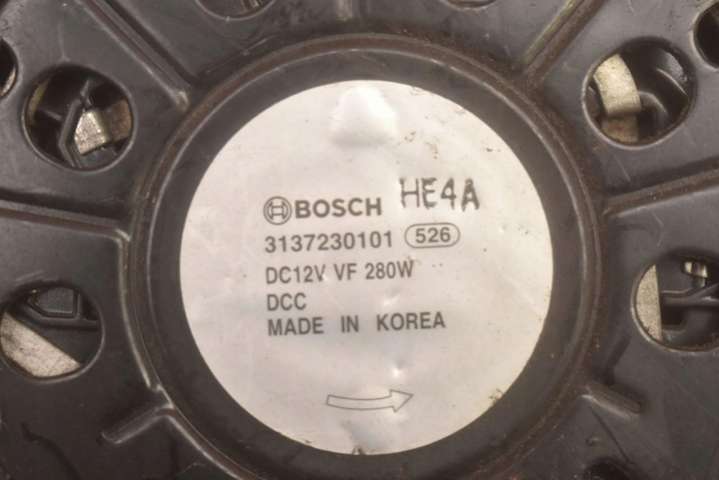 BOSCH HE4A
3137230101 526
DC12V VF 280W
DCC
MADE IN KOREA